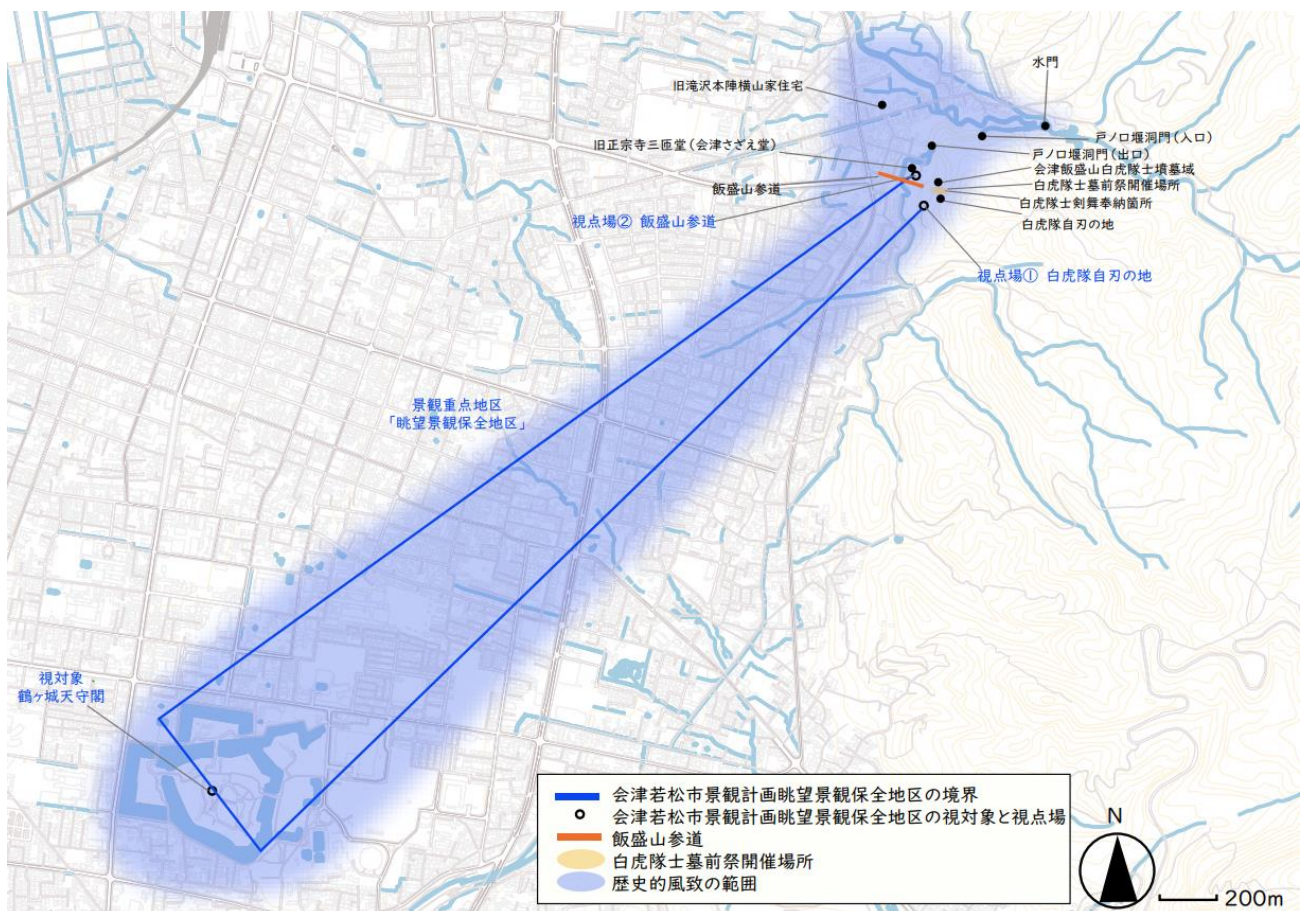 水門
旧滝沢本陣横山家住宅
戸ノ口堰洞門(入口)
旧正宗寺三匝堂(会津さざえ堂)
戸ノ口堰洞門(出口)
会津飯盛山白虎隊士墳墓域
飯盛山参道
白虎隊士墓前祭開催場所
白虎隊士剣舞奉納箇所
視点場② 飯盛山参道
白虎隊自刃の地
視点場① 白虎隊自刃の地
景観重点地区
「眺望景観保全地区」
視対象
鶴ヶ城天守閣
会津若松市景観計画眺望景観保全地区の境界
会津若松市景観計画眺望景観保全地区の視対象と視点場
飯盛山参道
白虎隊士墓前祭開催場所
歴史的風致の範囲
N
200m